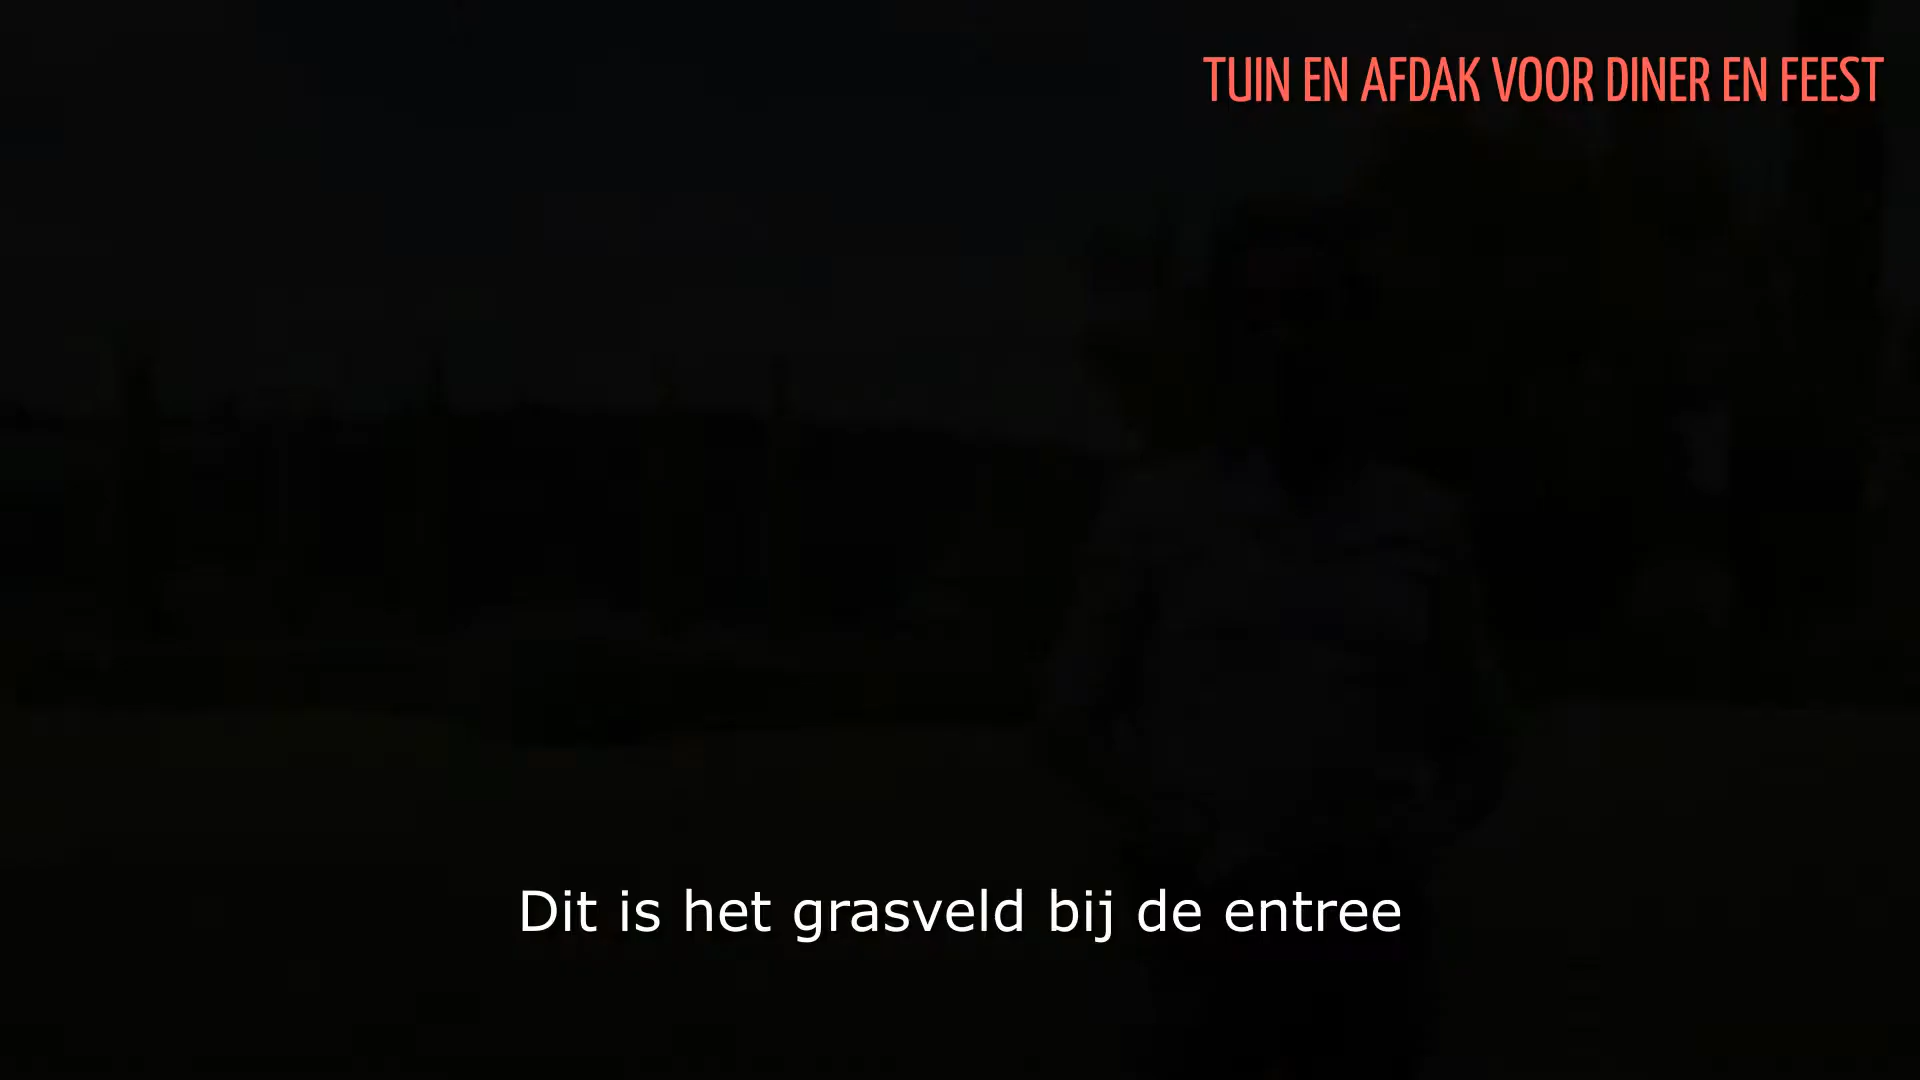 TUIN EN AFDAK VOOR DINER EN FEEST
Dit is het grasveld bij de entree